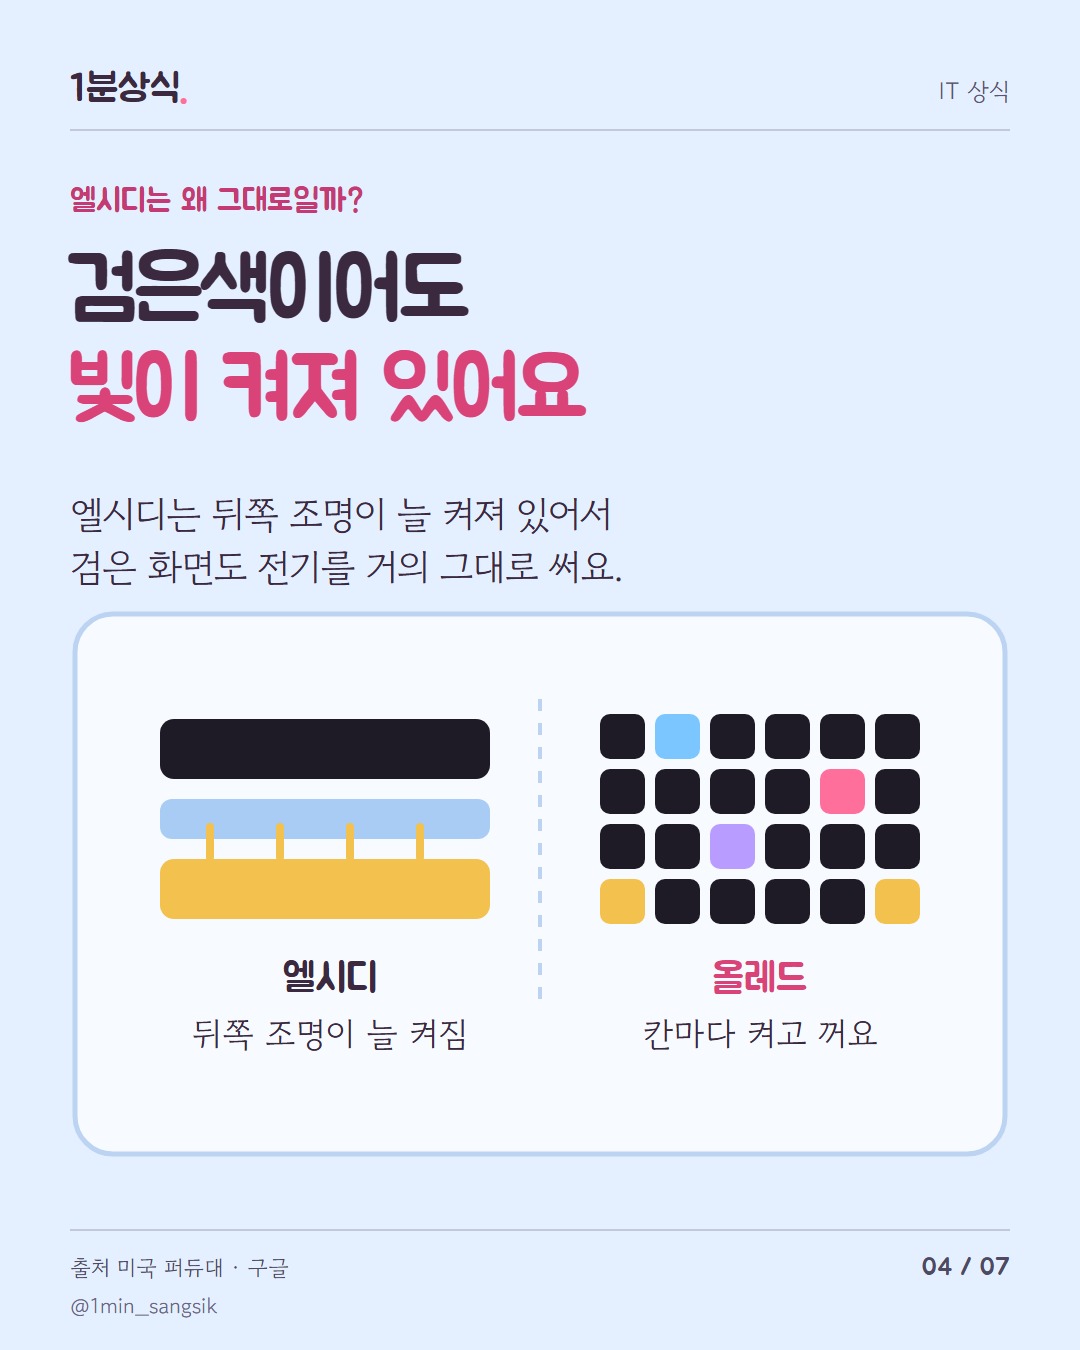 1분상식.
IT 상식
엘시디는 왜 그대로일까?
검은색이어도
빛이 켜져 있어요
엘시디는 뒤쪽 조명이 늘 켜져 있어서
검은 화면도 전기를 거의 그대로 써요.
엘시디
뒤쪽 조명이 늘 켜짐
올레드
칸마다 켜고 꺼요
출처 미국 퍼듀대 · 구글
04 / 07
@1min_sangsik